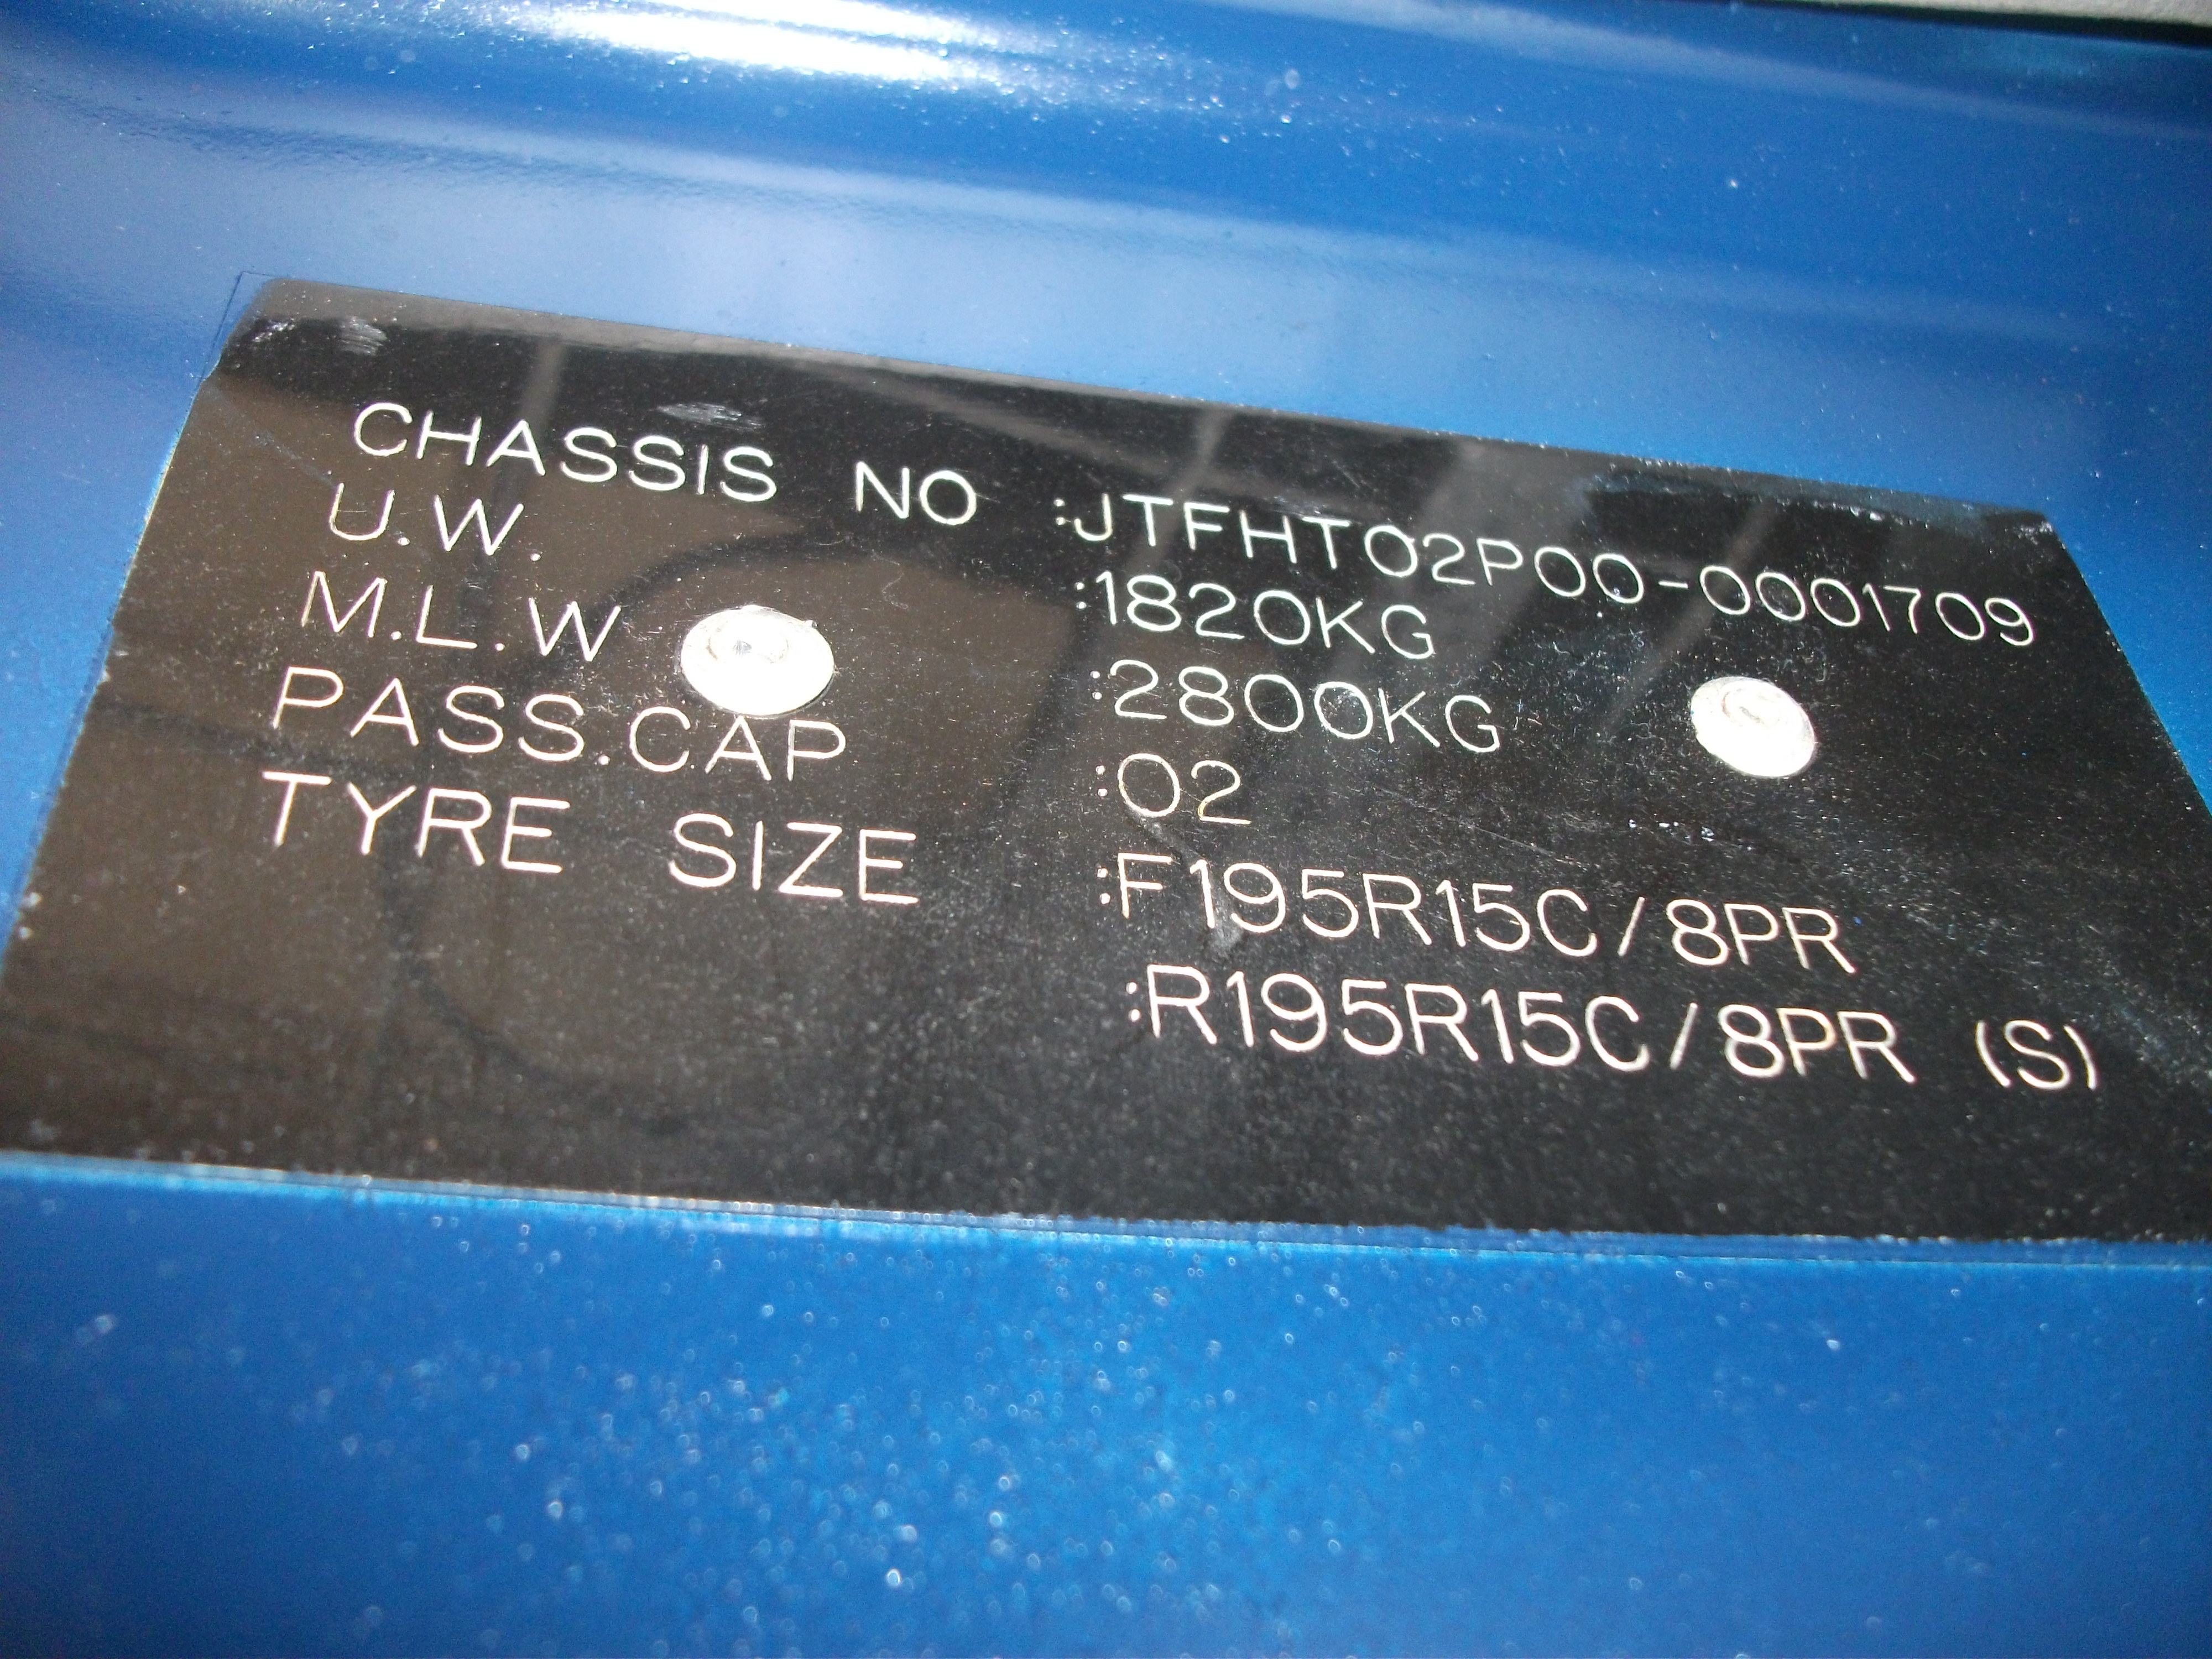 CHASSIS NO :JTFHT02P00-0001709
U.W. :1820KG
M.L.W :2800KG
PASS.CAP :02
TYRE SIZE :F195R15C/8PR
:R195R15C/8PR (S)